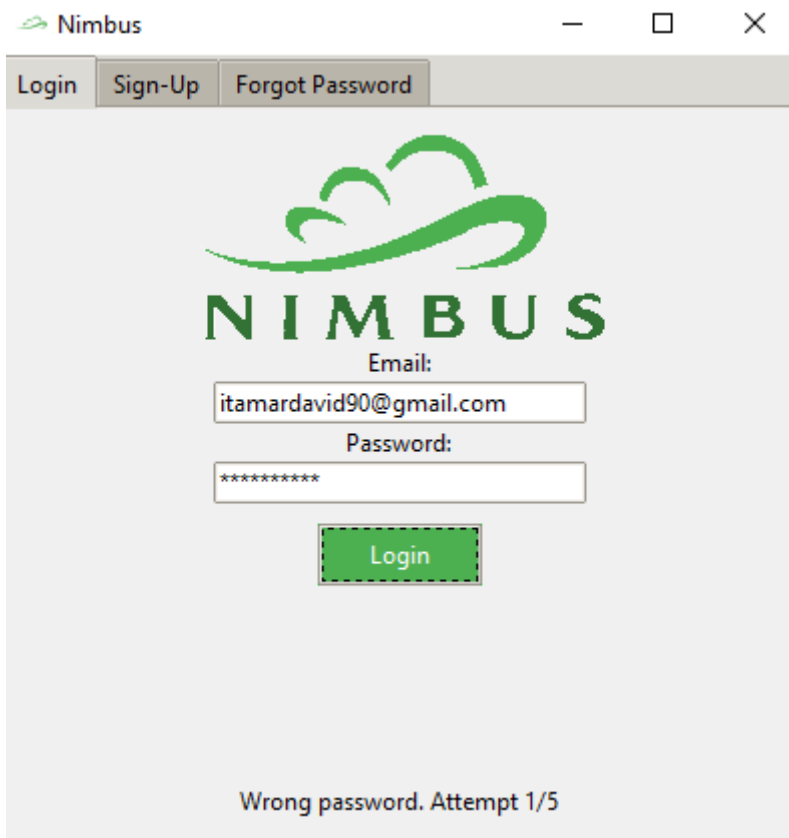 Nimbus
Login Sign-Up Forgot Password
NIMBUS
Email:
itamardavid90@gmail.com
Password:
**********
Login
Wrong password. Attempt 1/5